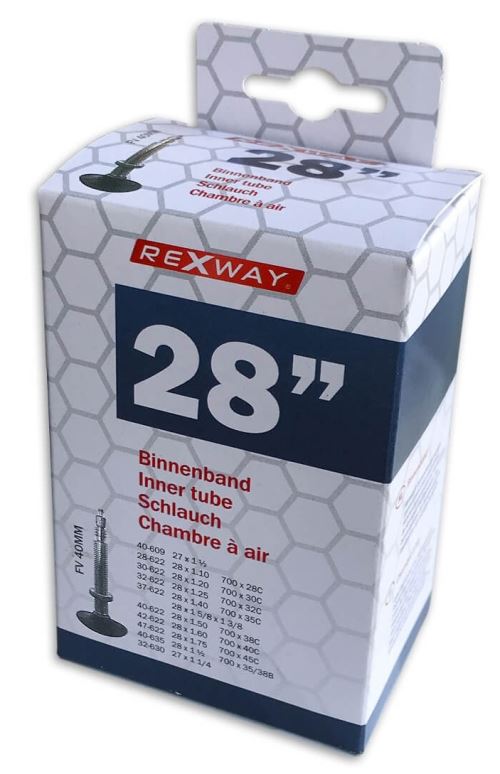 FV 40MM
REXWAY
28"
Binnenband
Inner tube
Schlauch
Chambre à air
REXWAY
28”
Binnenband
Inner tube
Schlauch
Chambre à air
FV 40MM
40-609 27 x 1 ½
28-622 28 x 1.10 700 x 28C
30-622 28 x 1.20 700 x 30C
32-622 28 x 1.25 700 x 32C
37-622 28 x 1.40 700 x 35C
28 x 1 5/8 x 1 3/8
40-622 28 x 1.50 700 x 38C
42-622 28 x 1.60 700 x 40C
47-622 28 x 1.75 700 x 45C
40-635 28 x 1 ½ 700 x 35/38B
32-630 27 x 1 1/4